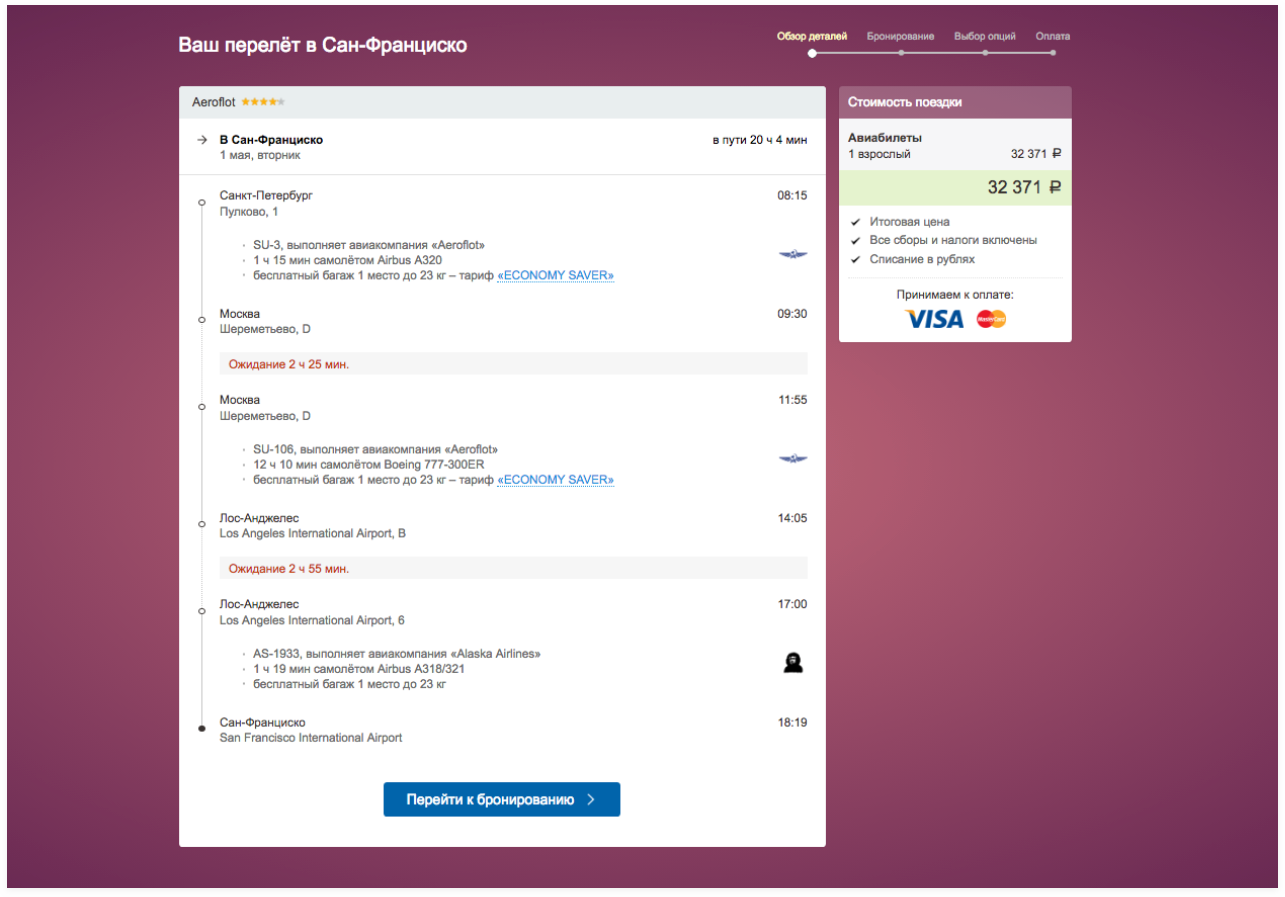 Ваш перелёт в Сан-Франциско
Обзор деталей Бронирование Выбор опций Оплата
Aeroflot
В Сан-Франциско в пути 20 ч 4 мин
1 мая, вторник
Санкт-Петербург 08:15
Пулково, 1
· SU-3, выполняет авиакомпания «Aeroflot»
· 1 ч 15 мин самолётом Airbus A320
· бесплатный багаж 1 место до 23 кг – тариф «ECONOMY SAVER»
Москва 09:30
Шереметьево, D
Ожидание 2 ч 25 мин.
Москва 11:55
Шереметьево, D
· SU-106, выполняет авиакомпания «Aeroflot»
· 12 ч 10 мин самолётом Boeing 777-300ER
· бесплатный багаж 1 место до 23 кг – тариф «ECONOMY SAVER»
Лос-Анджелес 14:05
Los Angeles International Airport, B
Ожидание 2 ч 55 мин.
Лос-Анджелес 17:00
Los Angeles International Airport, 6
· AS-1933, выполняет авиакомпания «Alaska Airlines»
· 1 ч 19 мин самолётом Airbus A318/321
· бесплатный багаж 1 место до 23 кг
Сан-Франциско 18:19
San Francisco International Airport
Перейти к бронированию
Стоимость поездки
Авиабилеты
1 взрослый 32 371 ₽
32 371 ₽
Итоговая цена
Все сборы и налоги включены
Списание в рублях
Принимаем к оплате:
VISA MasterCard